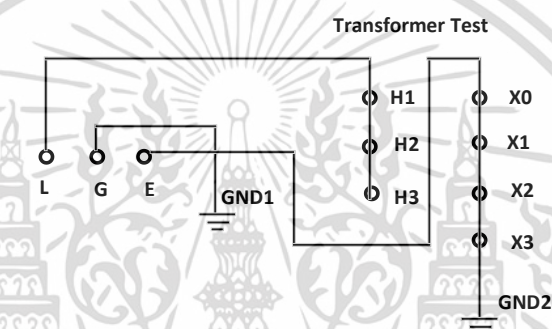 Transformer Test
H1
X0
H2
X1
L
G
E
GND1
H3
X2
X3
GND2